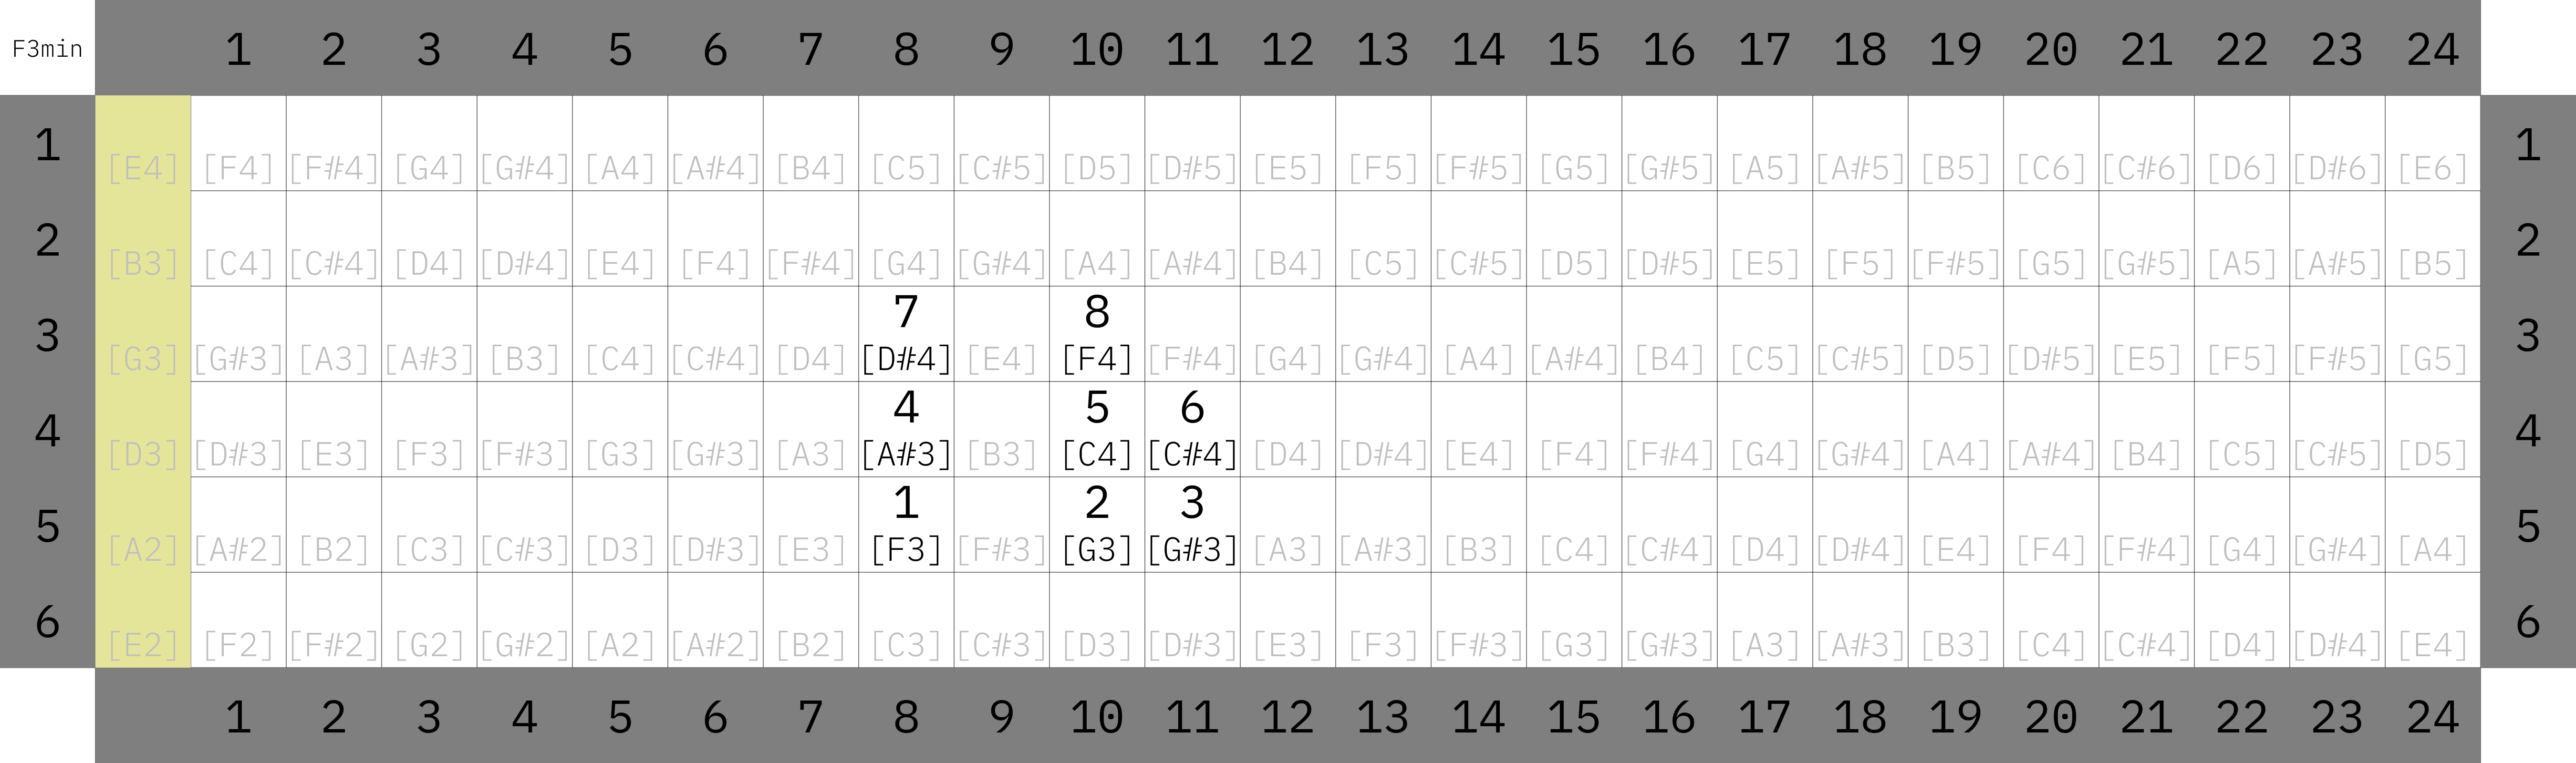 F3min 1 2 3 4 5 6 7 8 9 10 11 12 13 14 15 16 17 18 19 20 21 22 23 24
1 [E4] [F4] [F#4] [G4] [G#4] [A4] [A#4] [B4] [C5] [C#5] [D5] [D#5] [E5] [F5] [F#5] [G5] [G#5] [A5] [A#5] [B5] [C6] [C#6] [D6] [D#6] [E6] 1
2 [B3] [C4] [C#4] [D4] [D#4] [E4] [F4] [F#4] [G4] [G#4] [A4] [A#4] [B4] [C5] [C#5] [D5] [D#5] [E5] [F5] [F#5] [G5] [G#5] [A5] [A#5] [B5] 2
7 8
3 [G3] [G#3] [A3] [A#3] [B3] [C4] [C#4] [D4] [D#4] [E4] [F4] [F#4] [G4] [G#4] [A4] [A#4] [B4] [C5] [C#5] [D5] [D#5] [E5] [F5] [F#5] [G5] 3
4 5 6
4 [D3] [D#3] [E3] [F3] [F#3] [G3] [G#3] [A3] [A#3] [B3] [C4] [C#4] [D4] [D#4] [E4] [F4] [F#4] [G4] [G#4] [A4] [A#4] [B4] [C5] [C#5] [D5] 4
1 2 3
5 [A2] [A#2] [B2] [C3] [C#3] [D3] [D#3] [E3] [F3] [F#3] [G3] [G#3] [A3] [A#3] [B3] [C4] [C#4] [D4] [D#4] [E4] [F4] [F#4] [G4] [G#4] [A4] 5
6 [E2] [F2] [F#2] [G2] [G#2] [A2] [A#2] [B2] [C3] [C#3] [D3] [D#3] [E3] [F3] [F#3] [G3] [G#3] [A3] [A#3] [B3] [C4] [C#4] [D4] [D#4] [E4] 6
1 2 3 4 5 6 7 8 9 10 11 12 13 14 15 16 17 18 19 20 21 22 23 24